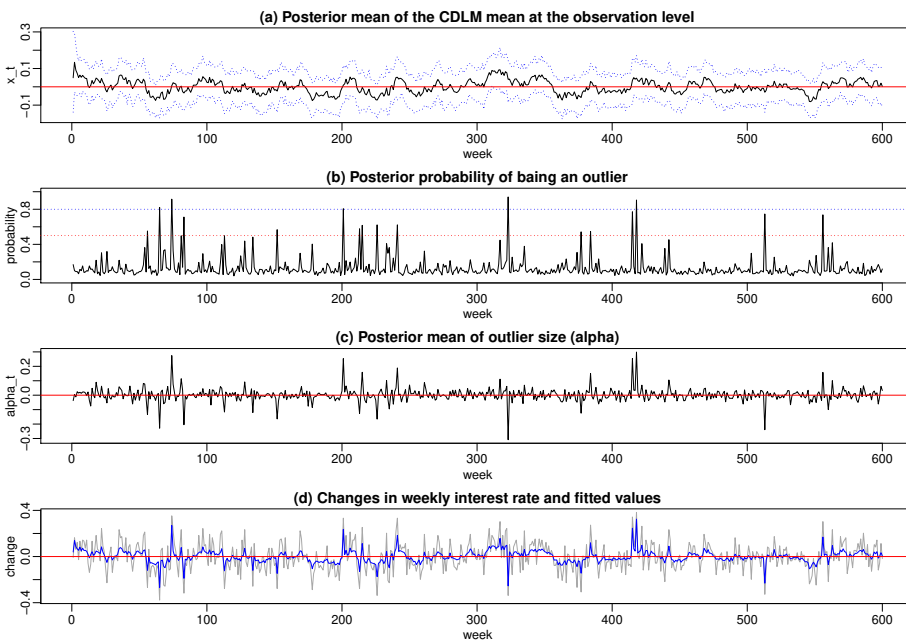 (a) Posterior mean of the CDLM mean at the observation level
x_t
-0.1 0.1 0.3
0 100 200 300 400 500 600
week
(b) Posterior probability of baing an outlier
probability
0.0 0.4 0.8
0 100 200 300 400 500 600
week
(c) Posterior mean of outlier size (alpha)
alpha_t
-0.3 0.0 0.2
0 100 200 300 400 500 600
week
(d) Changes in weekly interest rate and fitted values
change
-0.4 0.0 0.4
0 100 200 300 400 500 600
week